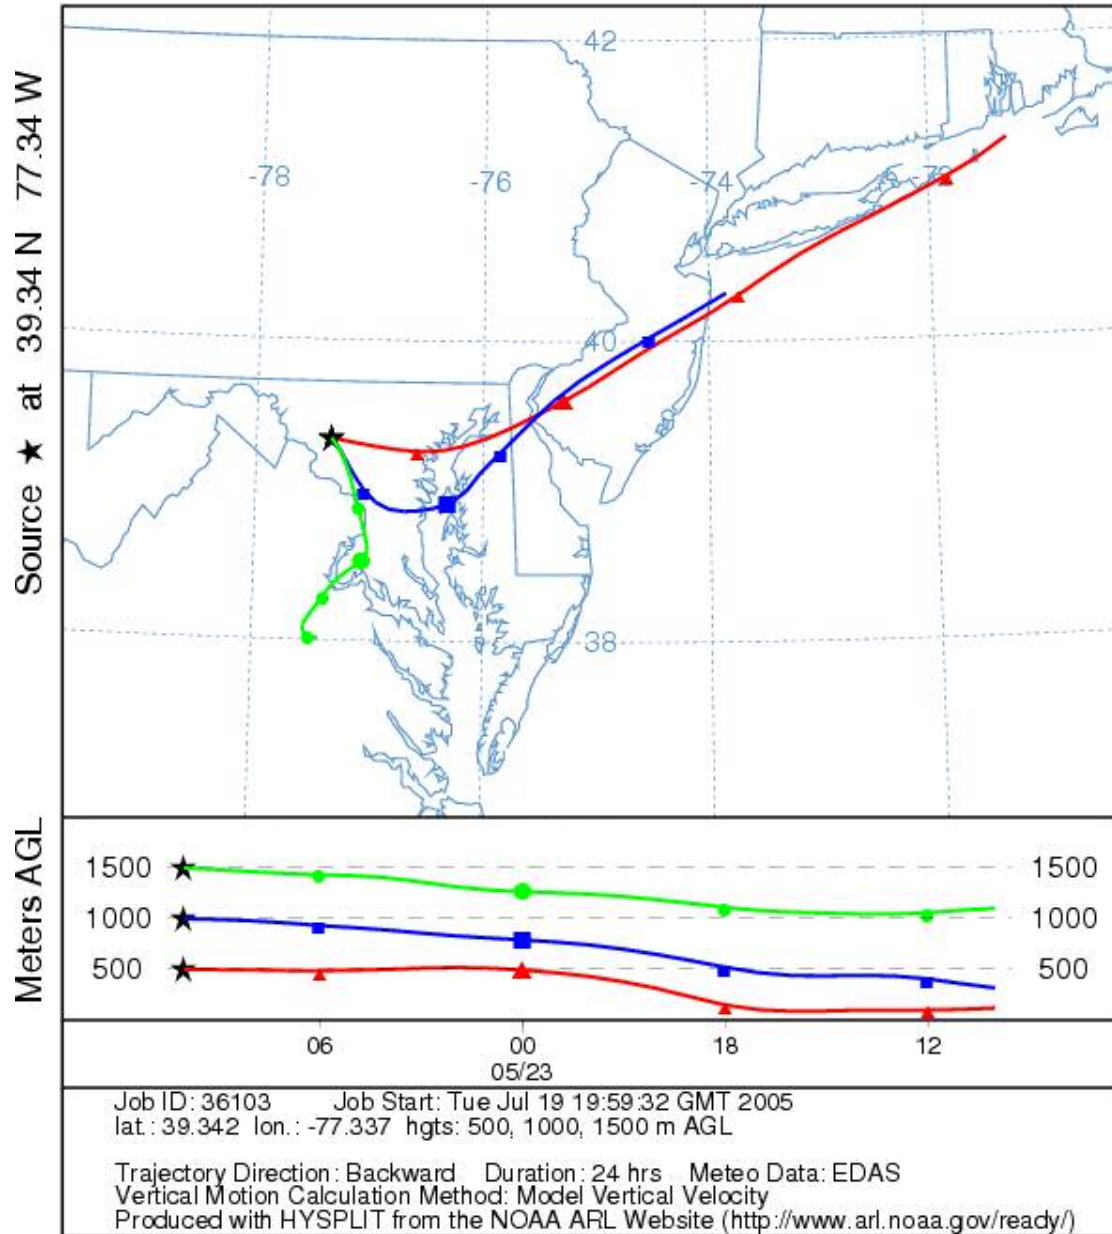 Source ★ at 39.34 N 77.34 W
42
-78
-76
-74
40
38
Meters AGL
1500
1500
1000
1000
500
500
06
00
18
12
05/23
Job ID: 36103 Job Start: Tue Jul 19 19:59:32 GMT 2005
lat.: 39.342 lon.: -77.337 hgts: 500, 1000, 1500 m AGL
Trajectory Direction: Backward Duration: 24 hrs Meteo Data: EDAS
Vertical Motion Calculation Method: Model Vertical Velocity
Produced with HYSPLIT from the NOAA ARL Website (http://www.arl.noaa.gov/ready/)